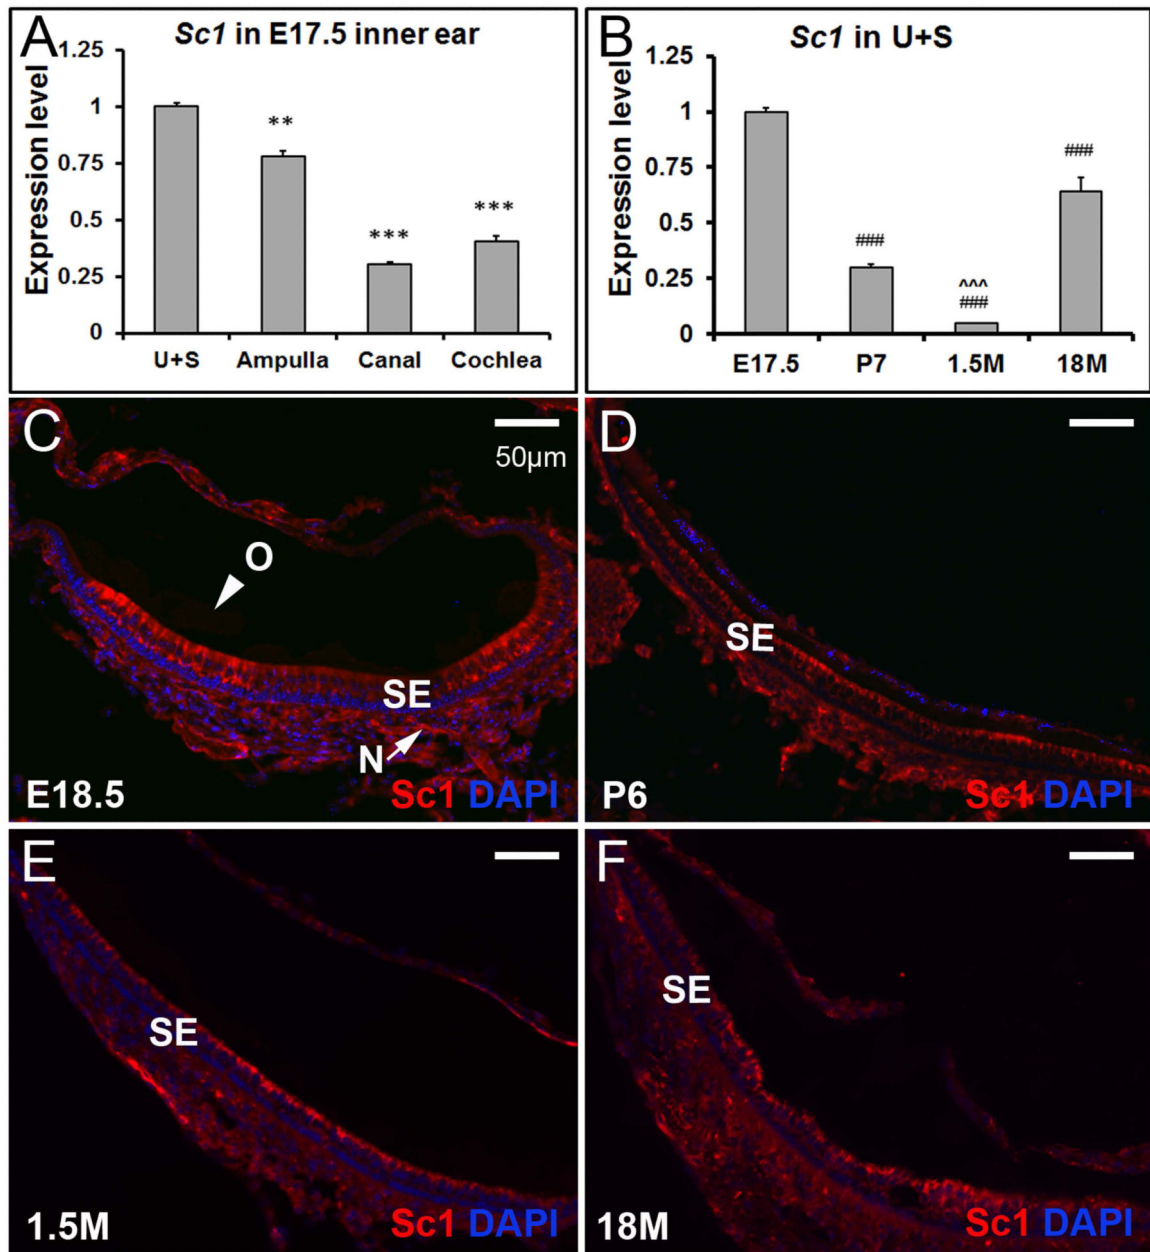 A
Sc1 in E17.5 inner ear
Expression level
1.25
1
0.75
0.5
0.25
0
**
***
***
U+S Ampulla Canal Cochlea
B
Sc1 in U+S
Expression level
1.25
1
0.75
0.5
0.25
0
###
^^^
###
###
E17.5 P7 1.5M 18M
C
50µm
O
SE
N
E18.5
Sc1 DAPI
D
SE
P6
Sc1 DAPI
E
SE
1.5M
Sc1 DAPI
F
SE
18M
Sc1 DAPI